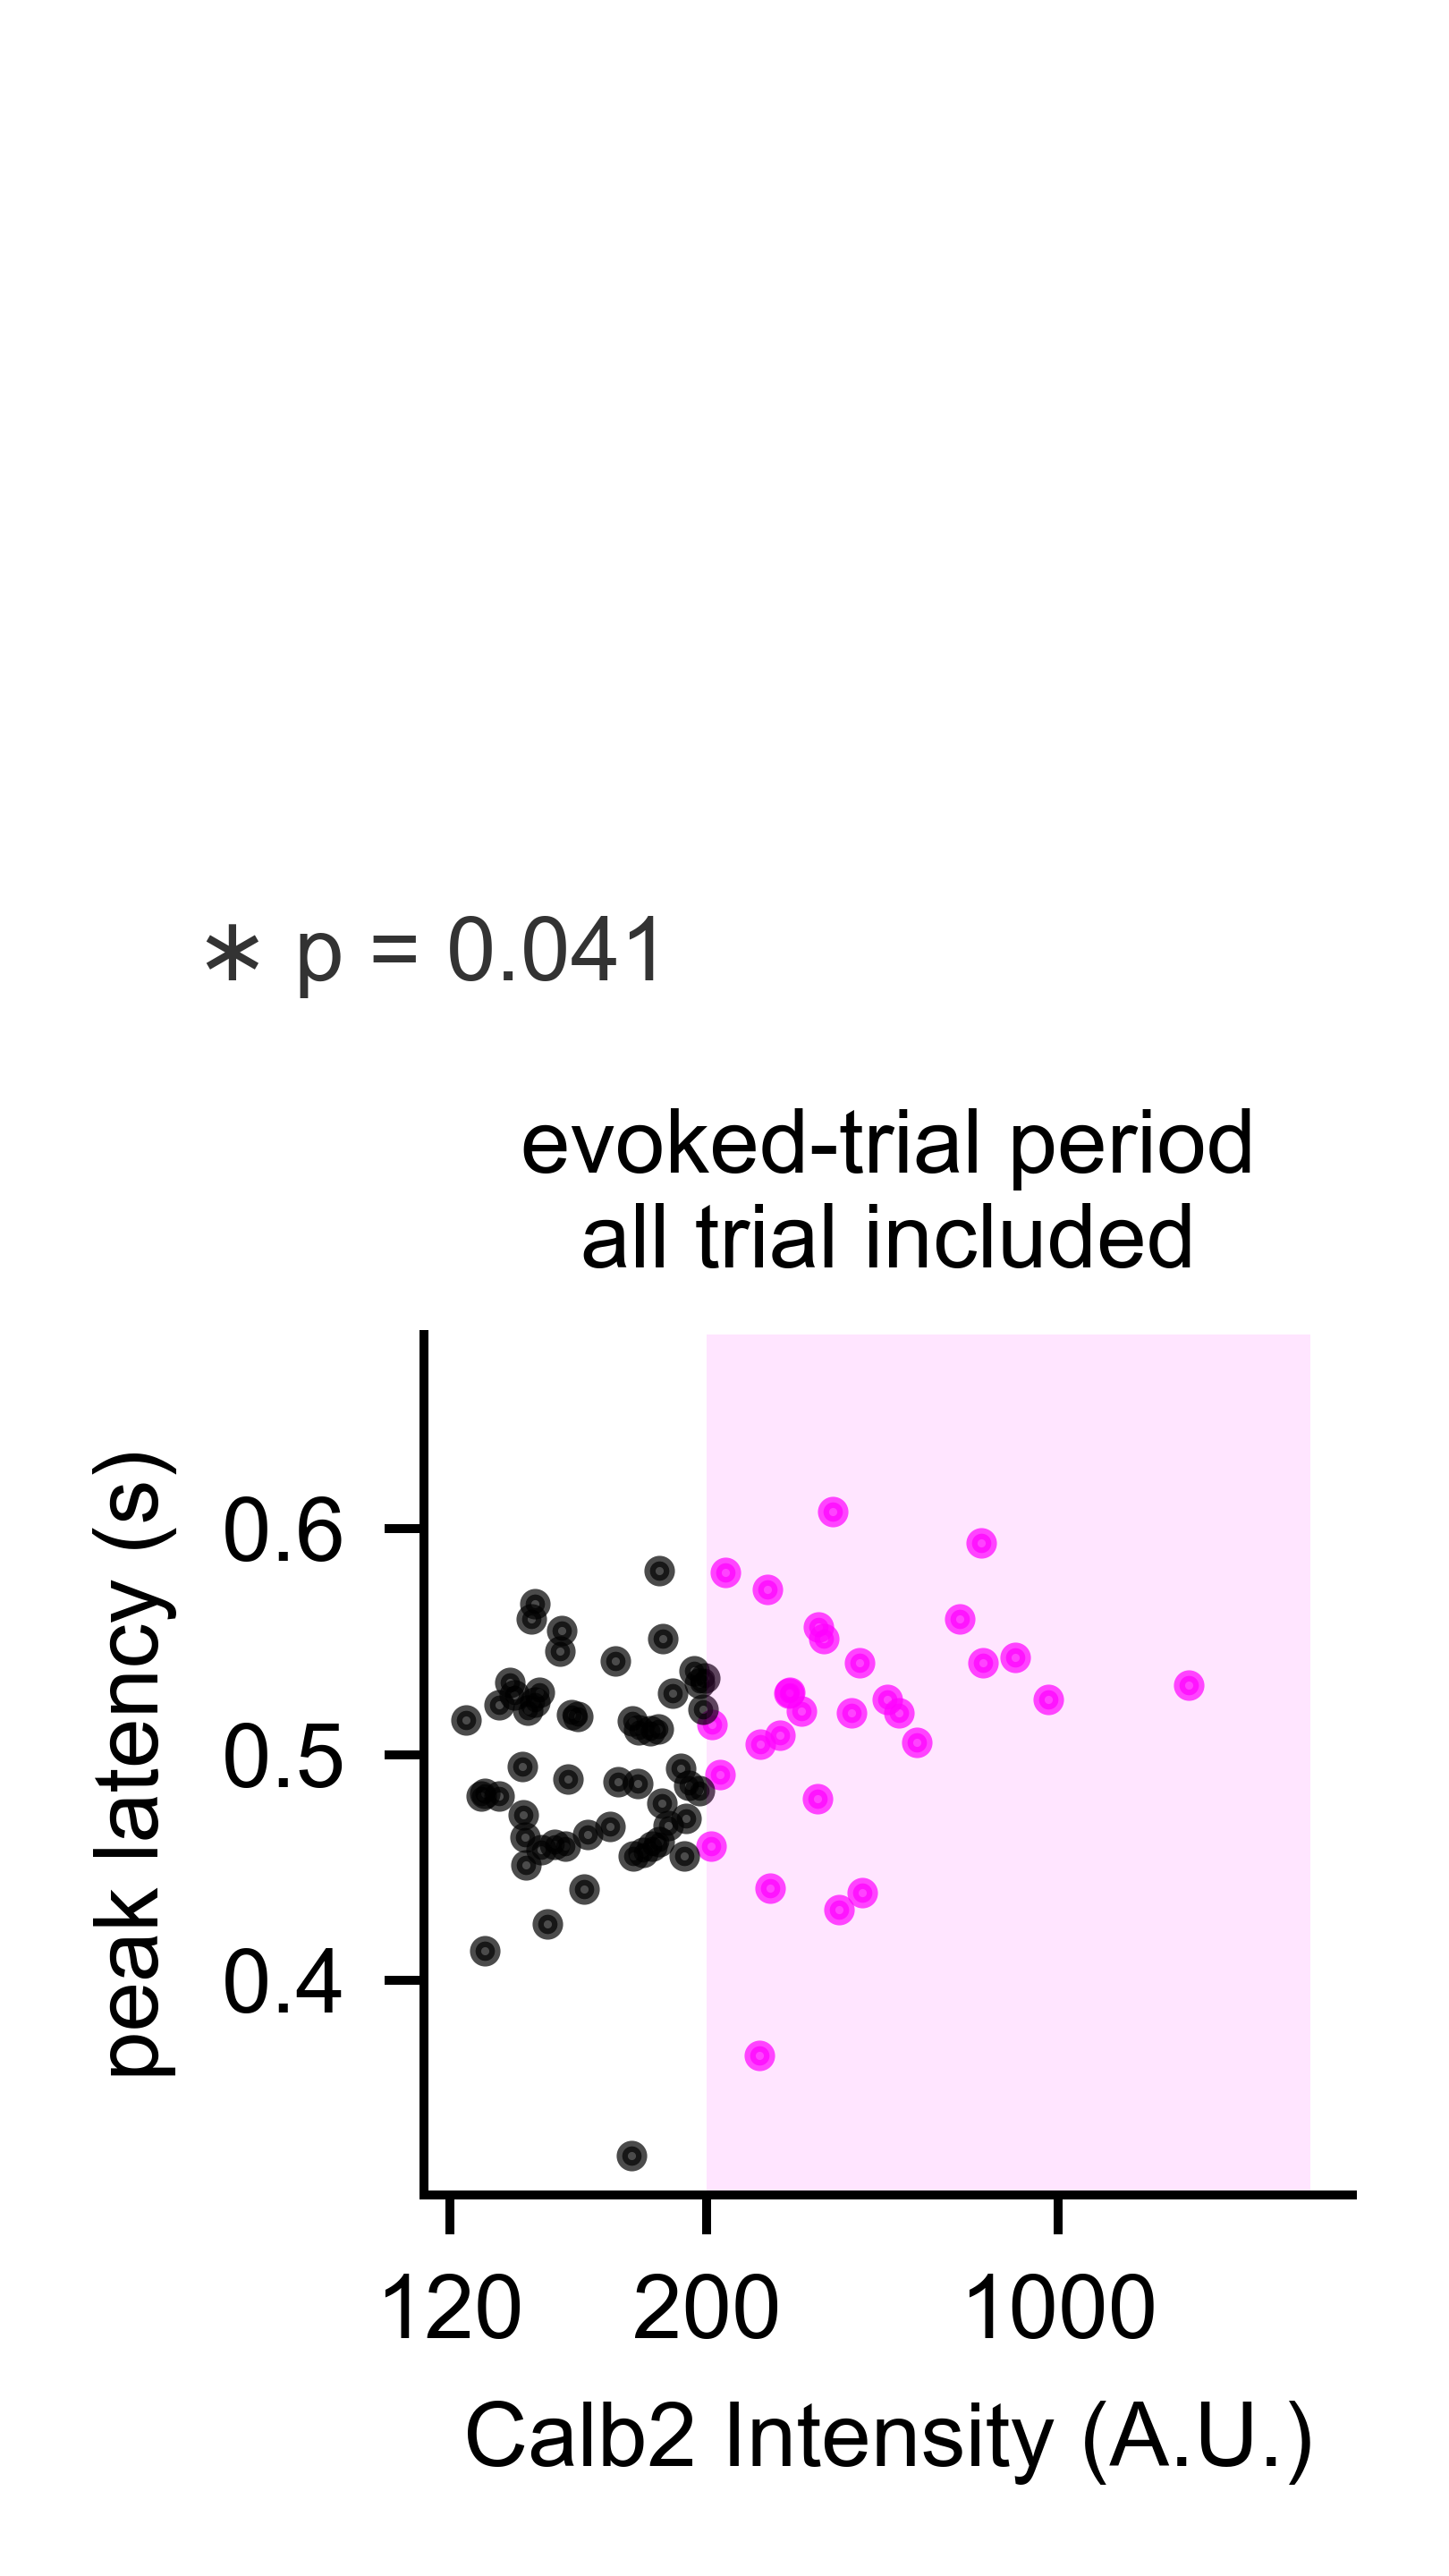 ∗ p = 0.041
evoked-trial period
all trial included
peak latency (s)
0.6
0.5
0.4
120 200 1000
Calb2 Intensity (A.U.)